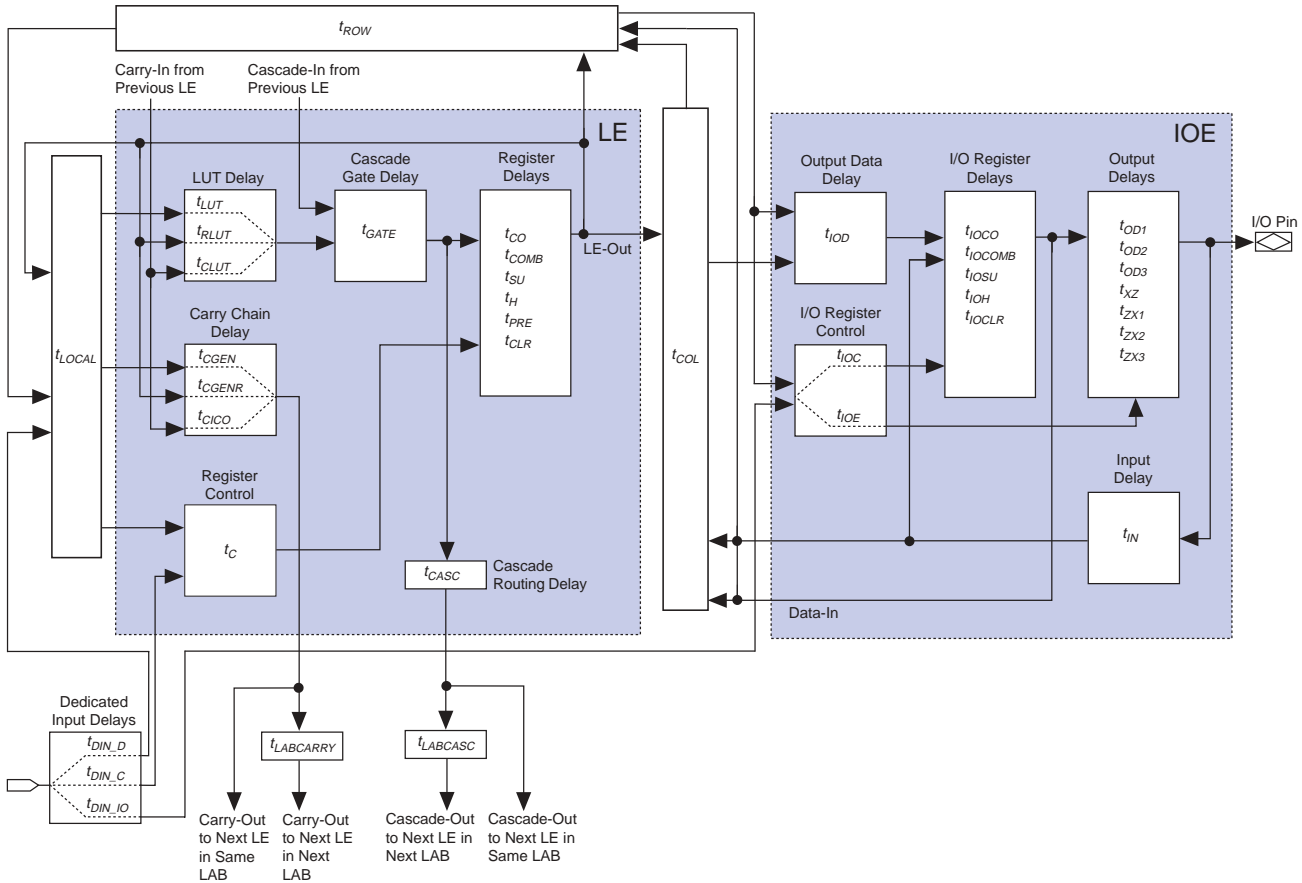 tROW
Carry-In from
Previous LE
Cascade-In from
Previous LE
LE
IOE
LUT Delay
tLUT
tRLUT
tCLUT
Cascade
Gate Delay
tGATE
Register
Delays
tCO
tCOMB
tSU
tH
tPRE
tCLR
LE-Out
Output Data
Delay
tIOD
I/O Register
Delays
tIOCO
tIOCOMB
tIOSU
tIOH
tIOCLR
Output
Delays
tOD1
tOD2
tOD3
tXZ
tZX1
tZX2
tZX3
I/O Pin
tLOCAL
Carry Chain
Delay
tCGEN
tCGENR
tCICO
tCOL
I/O Register
Control
tIOC
tIOE
Register
Control
tC
tCASC
Cascade
Routing Delay
Input
Delay
tIN
Data-In
Dedicated
Input Delays
tDIN_D
tDIN_C
tDIN_IO
tLABCARRY
tLABCASC
Carry-Out
to Next LE
in Same
LAB
Carry-Out
to Next LE
in Next
LAB
Cascade-Out
to Next LE in
Next LAB
Cascade-Out
to Next LE in
Same LAB